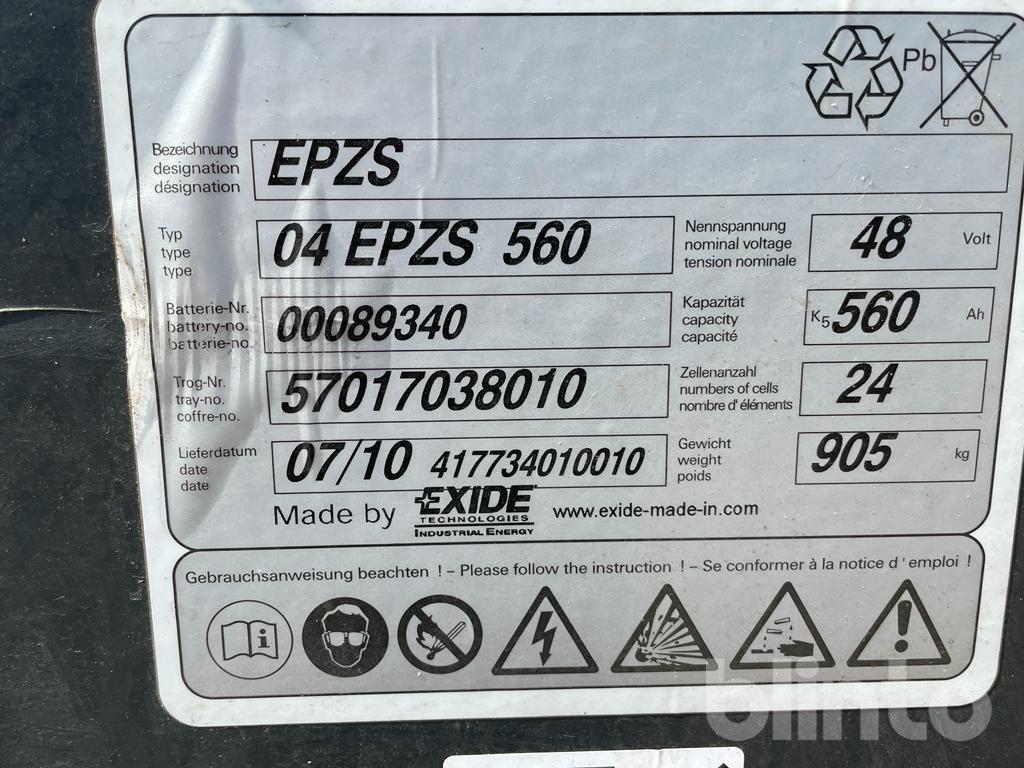 Pb
Bezeichnung
designation
désignation
EPZS
Typ
type
type
04 EPZS 560
Nennspannung
nominal voltage
tension nominale
48 Volt
Batterie-Nr.
battery-no.
batterie-no.
00089340
Kapazität
capacity
capacité
K5 560 Ah
Trog-Nr.
tray-no.
coffre-no.
57017038010
Zellenanzahl
numbers of cells
nombre d'éléments
24
Lieferdatum
date
date
07/10 417734010010
Gewicht
weight
poids
905 kg
Made by EXIDE
TECHNOLOGIES
INDUSTRIAL ENERGY
www.exide-made-in.com
Gebrauchsanweisung beachten ! – Please follow the instruction ! – Se conformer à la notice d'emploi !
i
blinto